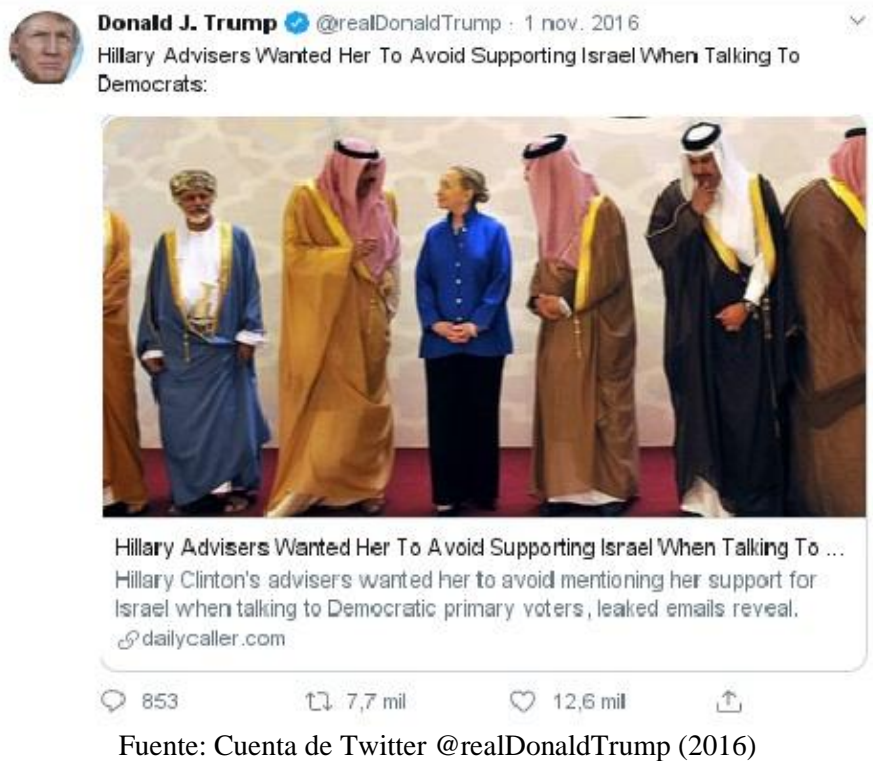 Donald J. Trump @realDonaldTrump · 1 nov. 2016
Hillary Advisers Wanted Her To Avoid Supporting Israel When Talking To
Democrats:
Hillary Advisers Wanted Her To Avoid Supporting Israel When Talking To ...
Hillary Clinton's advisers wanted her to avoid mentioning her support for
Israel when talking to Democratic primary voters, leaked emails reveal.
dailycaller.com
853 7,7 mil 12,6 mil
Fuente: Cuenta de Twitter @realDonaldTrump (2016)